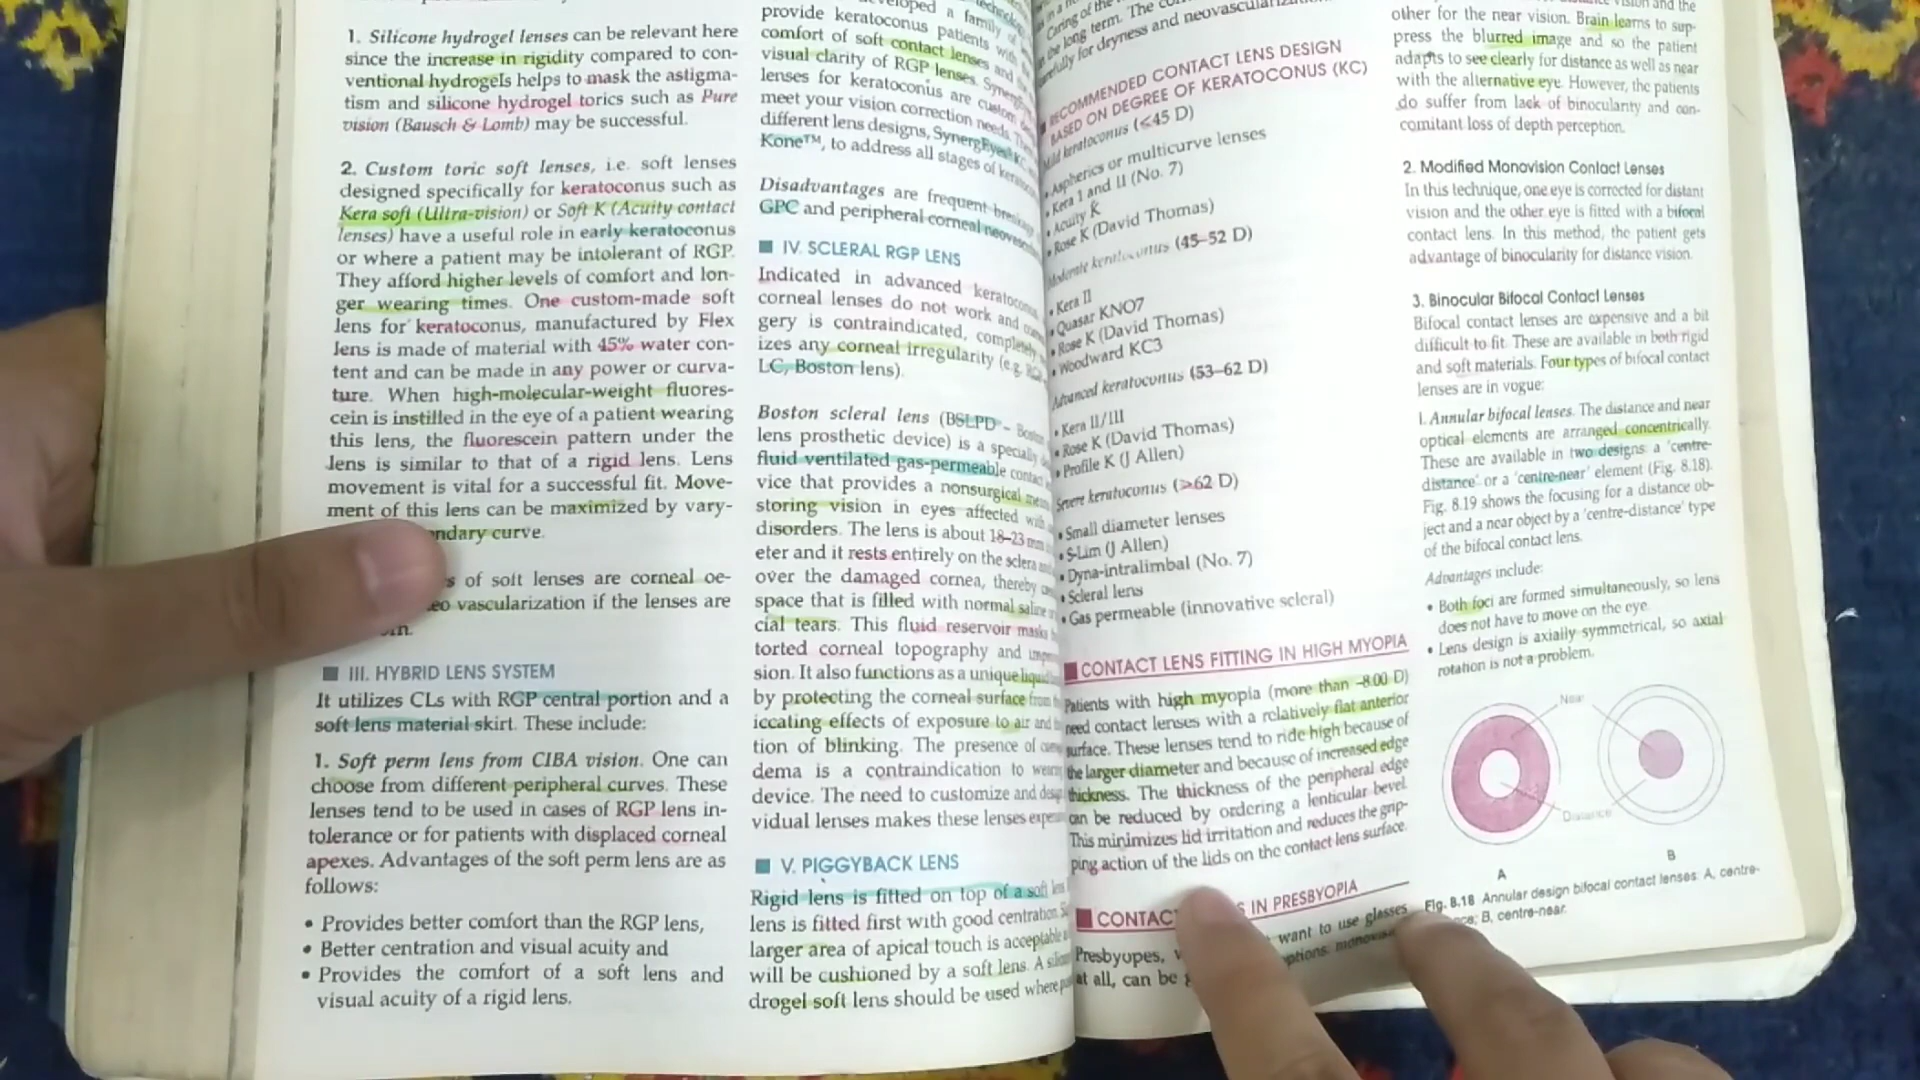 1. Silicone hydrogel lenses can be relevant here
since the increase in rigidity compared to con-
ventional hydrogels helps to mask the astigma-
tism and silicone hydrogel torics such as Pure
vision (Bausch & Lomb) may be successful.
2. Custom toric soft lenses, i.e. soft lenses
designed specifically for keratoconus such as
Kera soft (Ultra-vision) or Soft K (Acuity contact
lenses) have a useful role in early keratoconus
or where a patient may be intolerant of RGP.
They afford higher levels of comfort and lon-
ger wearing times. One custom-made soft
lens for keratoconus, manufactured by Flex
lens is made of material with 45% water con-
tent and can be made in any power or curva-
ture. When high-molecular-weight fluores-
cein is instilled in the eye of a patient wearing
this lens, the fluorescein pattern under the
lens is similar to that of a rigid lens. Lens
movement is vital for a successful fit. Move-
ment of this lens can be maximized by vary-
ndary curve.
s of soft lenses are corneal oe-
eo vascularization if the lenses are
III. HYBRID LENS SYSTEM
It utilizes CLs with RGP central portion and a
soft lens material skirt. These include:
1. Soft perm lens from CIBA vision. One can
choose from different peripheral curves. These
lenses tend to be used in cases of RGP lens in-
tolerance or for patients with displaced corneal
apexes. Advantages of the soft perm lens are as
follows:
• Provides better comfort than the RGP lens,
• Better centration and visual acuity and
• Provides the comfort of a soft lens and
visual acuity of a rigid lens.
developed a family of
provide keratoconus patients with
comfort of soft contact lenses and
visual clarity of RGP lenses.
lenses for keratoconus are custom
meet your vision correction needs.
different lens designs, SynergEyes
Kone™, to address all stages of
Disadvantages are frequent
GPC and peripheral corneal
IV. SCLERAL RGP LENS
Indicated in advanced
corneal lenses do not work and
gery is contraindicated,
izes any corneal irregularity (e.g.
LC, Boston lens).
Boston scleral lens (BSLPD –
lens prosthetic device) is a
fluid ventilated gas-permeable
vice that provides a nonsurgical
storing vision in eyes affected
disorders. The lens is about 18–23
eter and it rests entirely on the sclera
over the damaged cornea, thereby
space that is filled with normal saline
cial tears. This fluid reservoir masks
torted corneal topography and
sion. It also functions as a unique
by protecting the corneal surface from
iccating effects of exposure to air and
tion of blinking. The presence of
dema is a contraindication to
device. The need to customize and
vidual lenses makes these lenses
V. PIGGYBACK LENS
Rigid lens is fitted on top of a soft
lens is fitted first with good centration.
larger area of apical touch is acceptable
will be cushioned by a soft lens. A
drogel soft lens should be used where
Caring of the
the long term. The
for dryness and
RECOMMENDED CONTACT LENS DESIGN
BASED ON DEGREE OF KERATOCONUS (KC)
Mild keratoconus (<45 D)
• Aspherics or multicurve lenses
• Kera 1 and II (No. 7)
• Acuity K
• Rose K (David Thomas)
Moderate keratoconus (45–52 D)
• Kera II
• Quasar KNO7
• Rose K (David Thomas)
• Woodward KC3
Advanced keratoconus (53–62 D)
• Kera II/III
• Rose K (David Thomas)
• Profile K (J Allen)
Severe keratoconus (>62 D)
• Small diameter lenses
• S-Lim (J Allen)
• Dyna-intralimbal (No. 7)
• Scleral lens
• Gas permeable (innovative scleral)
CONTACT LENS FITTING IN HIGH MYOPIA
Patients with high myopia (more than –8.00 D)
need contact lenses with a relatively flat anterior
surface. These lenses tend to ride high because of
the larger diameter and because of increased edge
thickness. The thickness of the peripheral edge
can be reduced by ordering a lenticular bevel.
This minimizes lid irritation and reduces the grip-
ping action of the lids on the contact lens surface.
CONTAC S IN PRESBYOPIA
Presbyopes, want to use glasses
at all, can be
other for the near vision. Brain learns to sup-
press the blurred image and so the patient
adapts to see clearly for distance as well as near
with the alternative eye. However, the patients
do suffer from lack of binocularity and con-
comitant loss of depth perception.
2. Modified Monovision Contact Lenses
In this technique, one eye is corrected for distant
vision and the other eye is fitted with a bifocal
contact lens. In this method, the patient gets
advantage of binocularity for distance vision.
3. Binocular Bifocal Contact Lenses
Bifocal contact lenses are expensive and a bit
difficult to fit. These are available in both rigid
and soft materials. Four types of bifocal contact
lenses are in vogue:
1. Annular bifocal lenses. The distance and near
optical elements are arranged concentrically.
These are available in two designs a 'centre-
distance' or a 'centre-near' element (Fig. 8.18).
Fig. 8.19 shows the focusing for a distance ob-
ject and a near object by a 'centre-distance' type
of the bifocal contact lens.
Advantages include:
• Both foci are formed simultaneously, so lens
does not have to move on the eye.
• Lens design is axially symmetrical, so axial
rotation is not a problem.
Near
Distance
A
B
Fig. 8.18 Annular design bifocal contact lenses: A, centre-
B, centre-near.